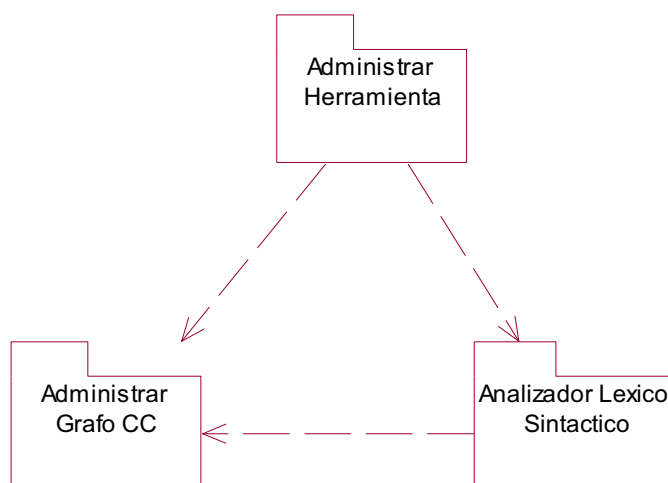 Administrar
Herramienta
Administrar
Grafo CC
Analizador Lexico
Sintactico